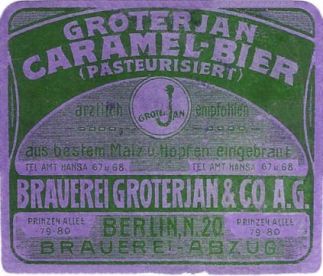 GROTERJAN
CARAMEL-BIER
(PASTEURISIERT)
ärztlich GROTERJAN empfohlen
aus bestem Malz u. Hopfen eingebraut
TEL. AMT HANSA 67 u 68. TEL. AMT HANSA 67 u 68.
BRAUEREI GROTERJAN & CO. A.G.
PRINZEN ALLEE 79-80 BERLIN, N. 20 PRINZEN ALLEE 79-80
BRAUEREI-ABZUG